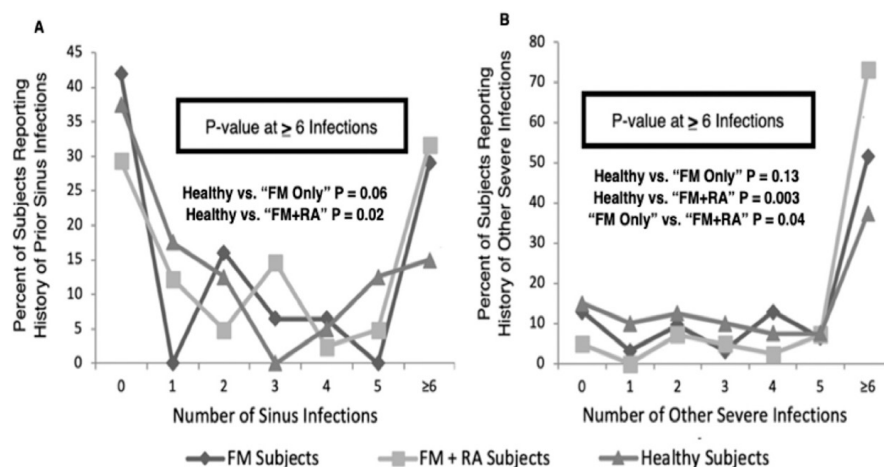 A
Percent of Subjects Reporting
History of Prior Sinus Infections
45
40
35
30
25
20
15
10
5
0
P-value at ≥ 6 Infections
Healthy vs. “FM Only” P = 0.06
Healthy vs. “FM+RA” P = 0.02
0 1 2 3 4 5 ≥6
Number of Sinus Infections
B
Percent of Subjects Reporting
History of Other Severe Infections
80
70
60
50
40
30
20
10
0
P-value at ≥ 6 Infections
Healthy vs. “FM Only” P = 0.13
Healthy vs. “FM+RA” P = 0.003
“FM Only” vs. “FM+RA” P = 0.04
0 1 2 3 4 5 ≥6
Number of Other Severe Infections
FM Subjects FM + RA Subjects Healthy Subjects